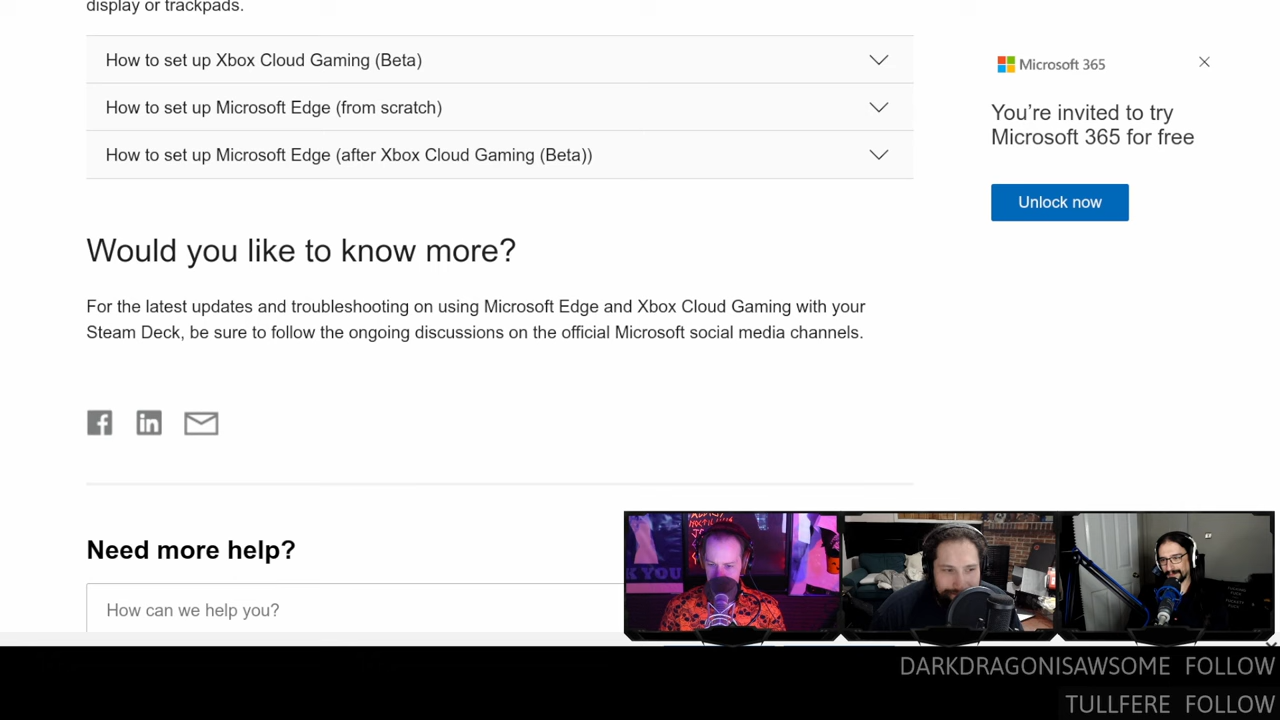 display or trackpads.
How to set up Xbox Cloud Gaming (Beta)
How to set up Microsoft Edge (from scratch)
How to set up Microsoft Edge (after Xbox Cloud Gaming (Beta))
Would you like to know more?
For the latest updates and troubleshooting on using Microsoft Edge and Xbox Cloud Gaming with your
Steam Deck, be sure to follow the ongoing discussions on the official Microsoft social media channels.
Need more help?
How can we help you?
Microsoft 365
You’re invited to try
Microsoft 365 for free
Unlock now
DARKDRAGONISAWSOME FOLLOW
TULLFERE FOLLOW